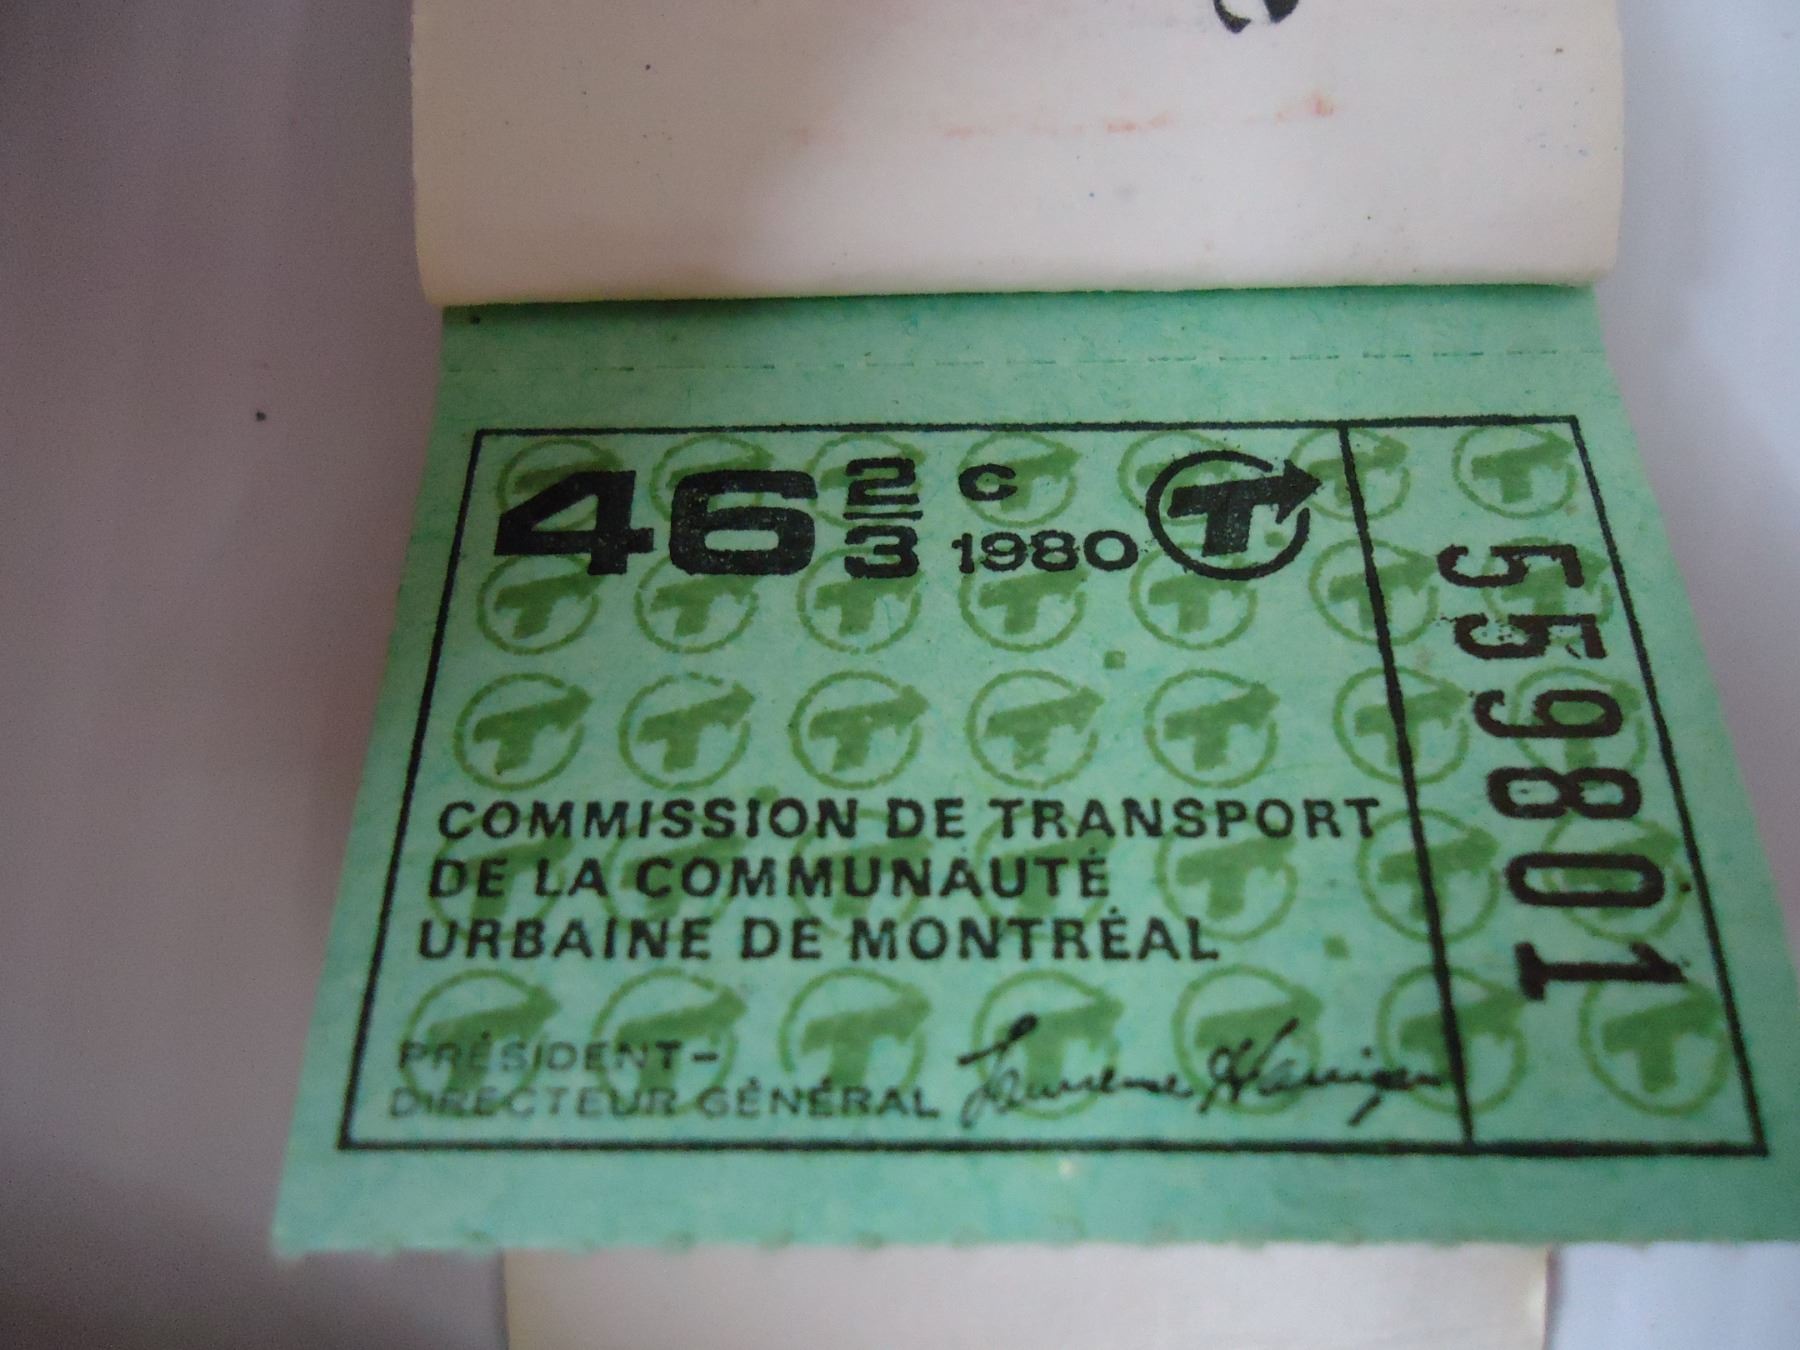 46 2/3 c
1980
T
COMMISSION DE TRANSPORT
DE LA COMMUNAUTÉ
URBAINE DE MONTRÉAL
PRÉSIDENT-
DIRECTEUR GÉNÉRAL
559801